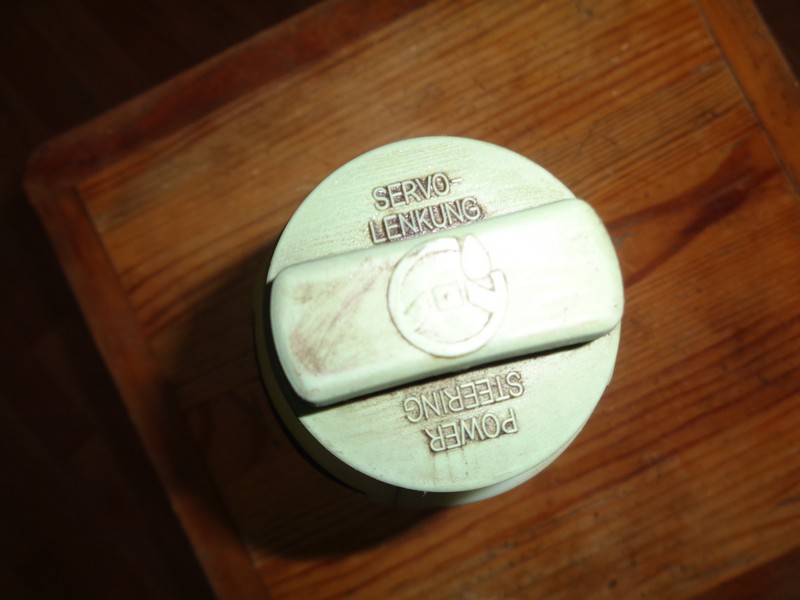 SERVO-
LENKUNG
POWER
STEERING